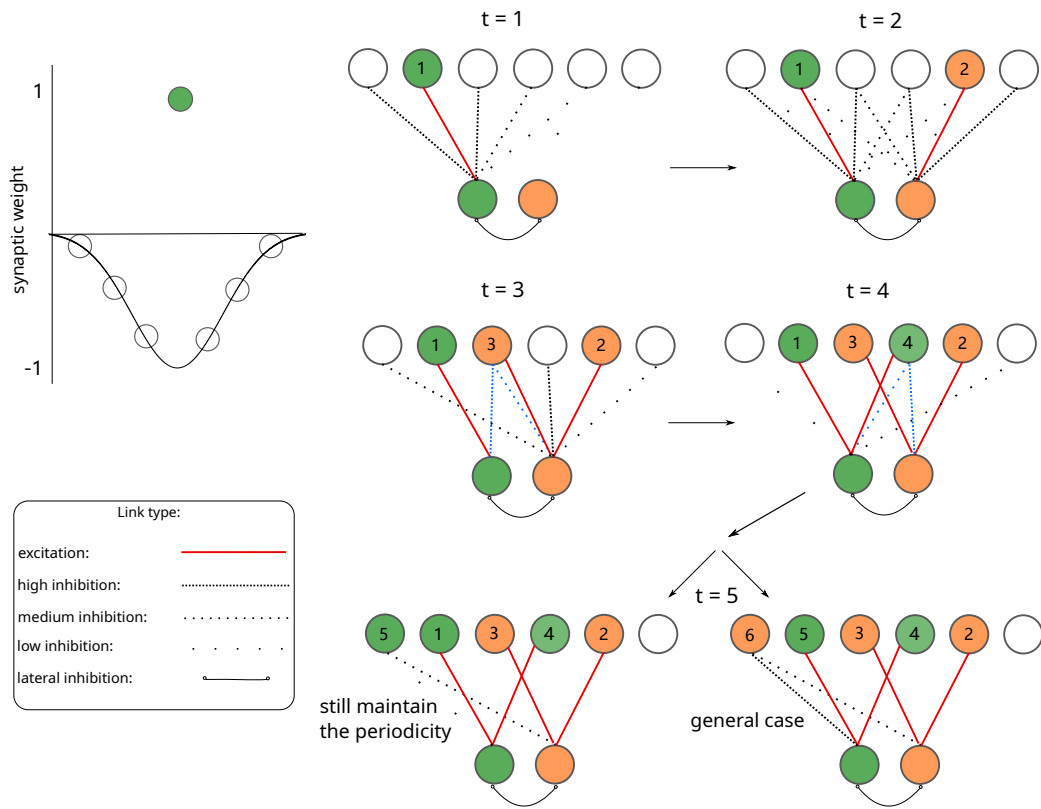 t = 1
t = 2
1
1
2
1
synaptic weight
-1
t = 3
t = 4
1
3
2
1
3
4
2
Link type:
excitation:
high inhibition:
medium inhibition:
low inhibition:
lateral inhibition:
t = 5
5
1
3
4
2
6
5
3
4
2
still maintain
the periodicity
general case